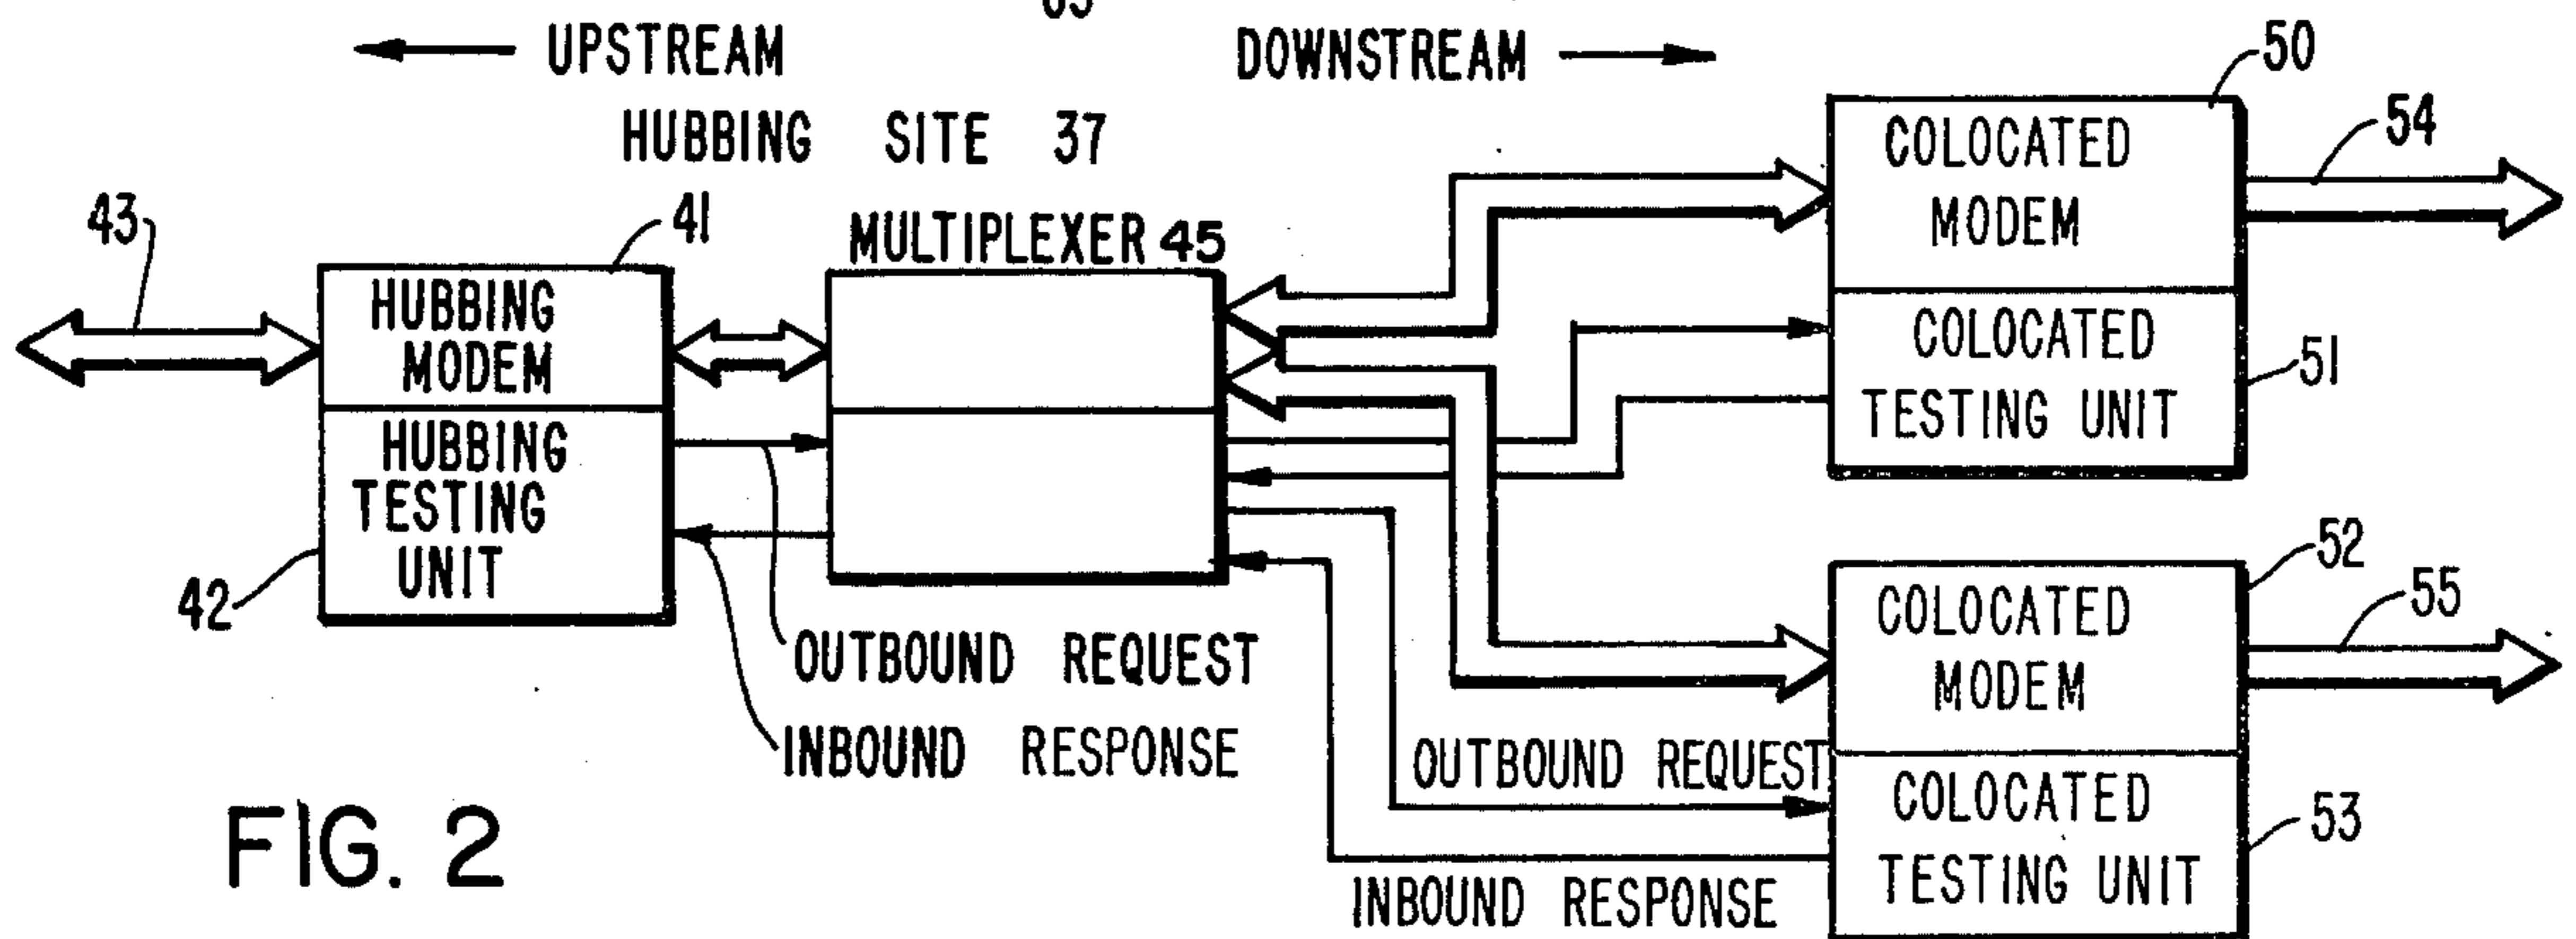 UPSTREAM
DOWNSTREAM
HUBBING SITE 37
50
54
43
41
MULTIPLEXER 45
COLOCATED
MODEM
HUBBING
MODEM
COLOCATED
TESTING UNIT
51
HUBBING
TESTING
UNIT
42
52
55
OUTBOUND REQUEST
COLOCATED
MODEM
INBOUND RESPONSE
OUTBOUND REQUEST
COLOCATED
TESTING UNIT
53
INBOUND RESPONSE
FIG. 2